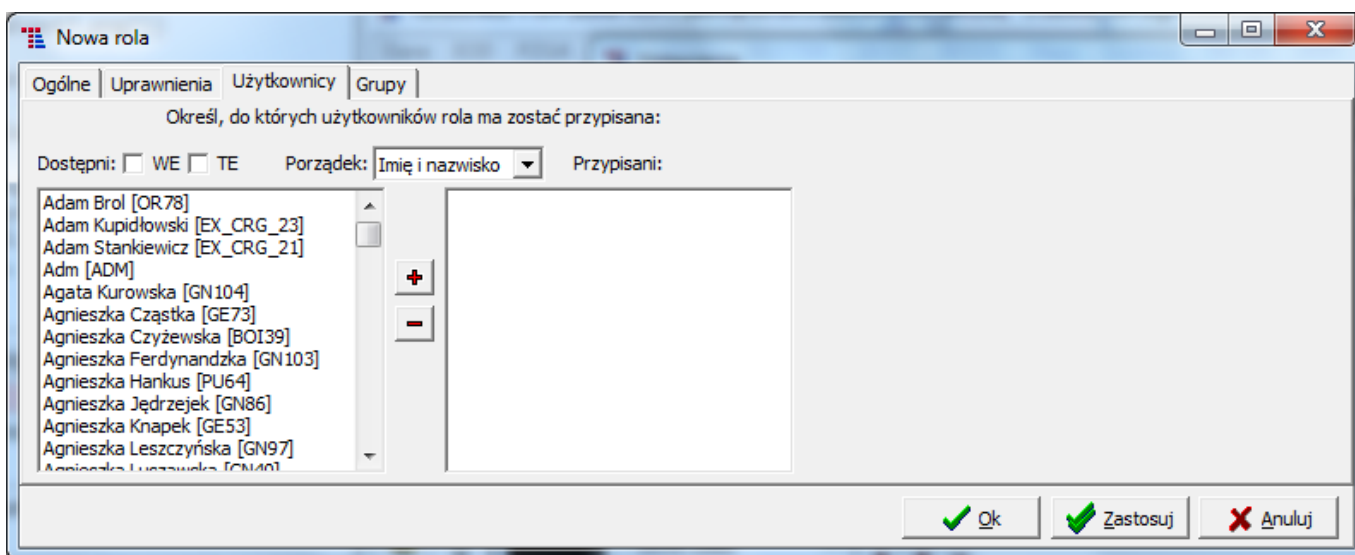 Nowa rola
Ogólne Uprawnienia Użytkownicy Grupy
Określ, do których użytkowników rola ma zostać przypisana:
Dostępni: WE TE Porządek: Imię i nazwisko Przypisani:
Adam Brol [OR78]
Adam Kupidłowski [EX_CRG_23]
Adam Stankiewicz [EX_CRG_21]
Adm [ADM]
Agata Kurowska [GN104]
Agnieszka Cząstka [GE73]
Agnieszka Czyżewska [BOI39]
Agnieszka Ferdynandzka [GN103]
Agnieszka Hankus [PU64]
Agnieszka Jędrzejek [GN86]
Agnieszka Knapek [GE53]
Agnieszka Leszczyńska [GN97]
Agnieszka
Ok Zastosuj Anuluj